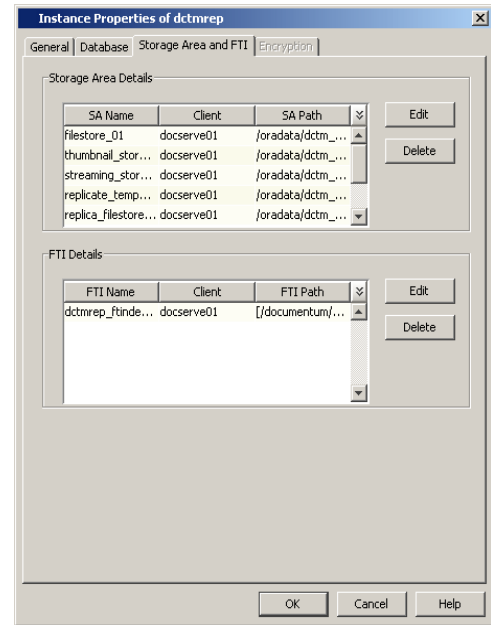 Instance Properties of dctmrep
General Database Storage Area and FTI Encryption
Storage Area Details
SA Name Client SA Path Edit
filestore_01 docserve01 /oradata/dctm_...
thumbnail_stor... docserve01 /oradata/dctm_... Delete
streaming_stor... docserve01 /oradata/dctm_...
replicate_temp... docserve01 /oradata/dctm_...
replica_filestore... docserve01 /oradata/dctm_...
FTI Details
FTI Name Client FTI Path Edit
dctmrep_ftinde... docserve01 [/documentum/...
Delete
OK Cancel Help